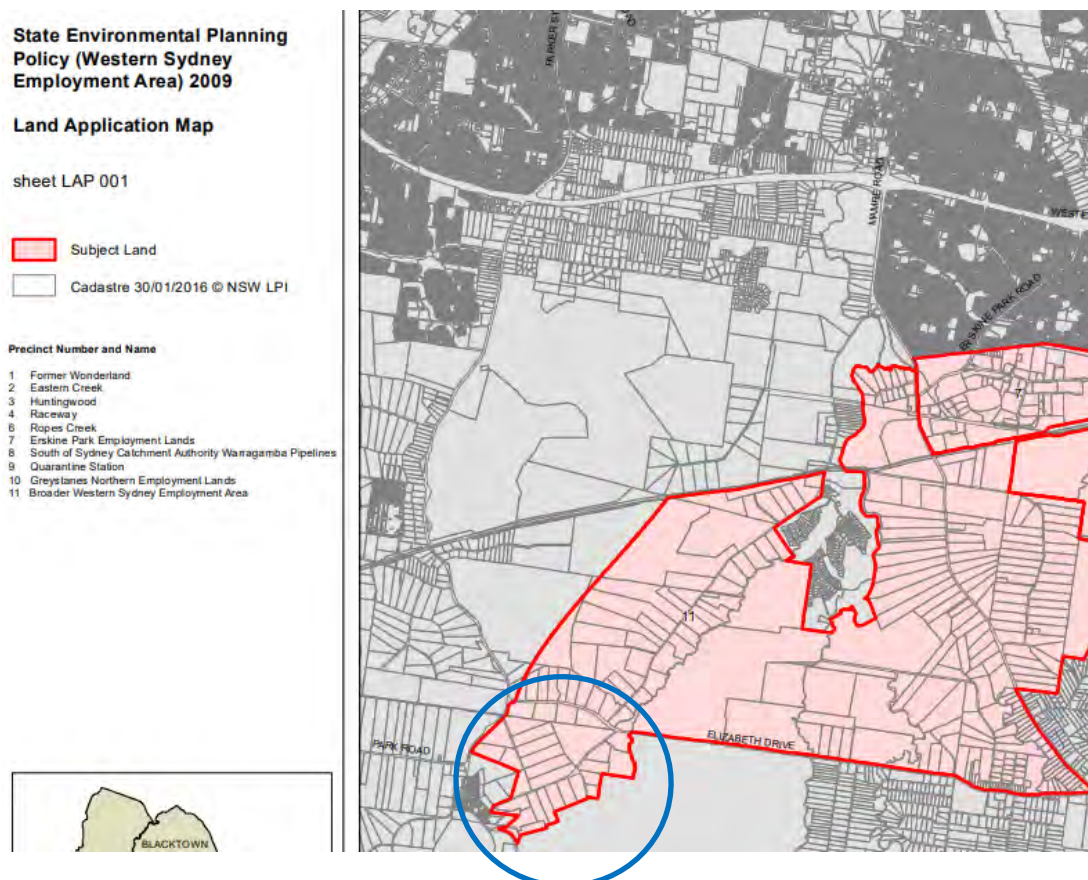 State Environmental Planning
Policy (Western Sydney
Employment Area) 2009
Land Application Map
sheet LAP 001
Subject Land
Cadastre 30/01/2016 © NSW LPI
Precinct Number and Name
1 Former Wonderland
2 Eastern Creek
3 Huntingwood
4 Raceway
6 Ropes Creek
7 Erskine Park Employment Lands
8 South of Sydney Catchment Authority Warragamba Pipelines
9 Quarantine Station
10 Greystanes Northern Employment Lands
11 Broader Western Sydney Employment Area
BLACKTOWN
MAMRE ROAD
ERSKINE PARK ROAD
7
11
PARK ROAD
ELIZABETH DRIVE